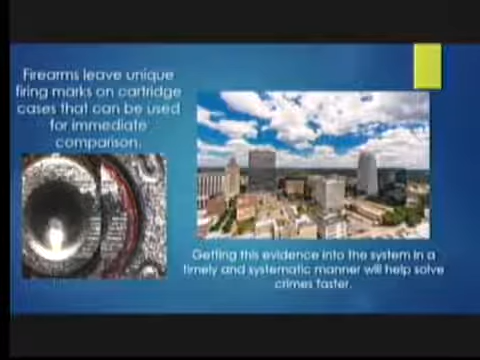 Firearms leave unique
firing marks on cartridge
cases that can be used
for immediate
comparison.
Getting this evidence into the system in a
timely and systematic manner will help solve
crimes faster.